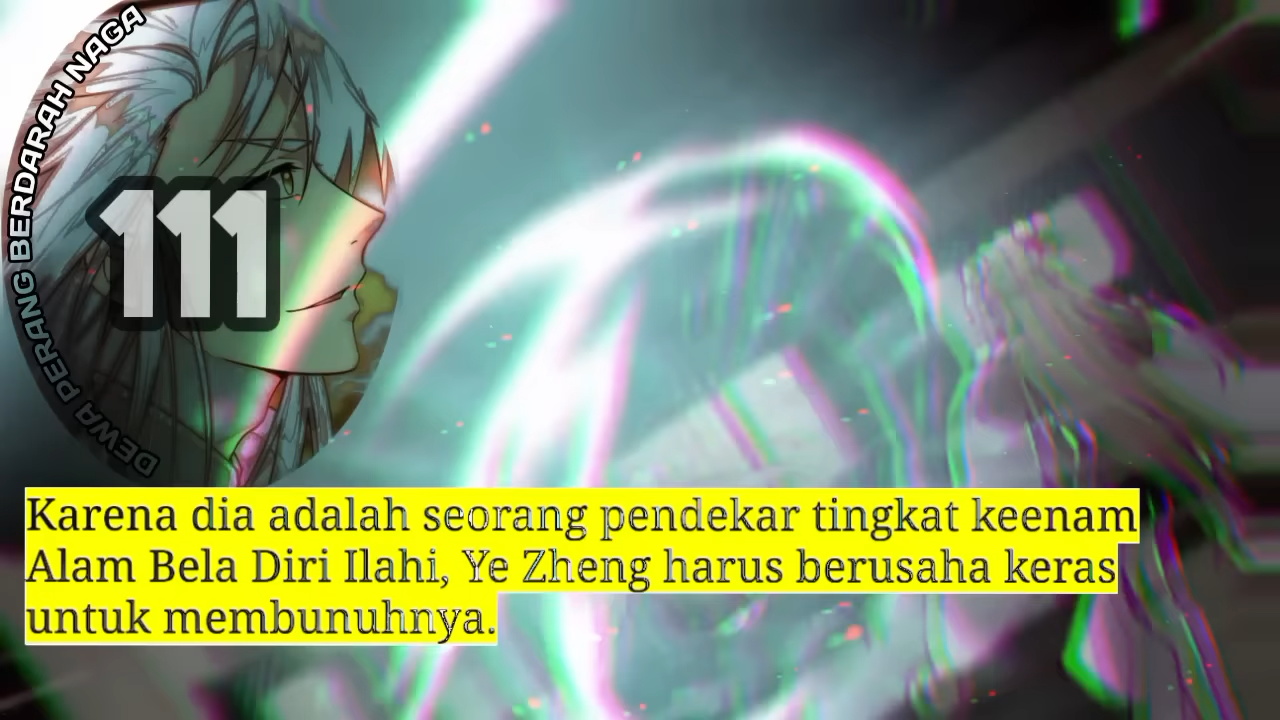 DEWA PERANG BERDARAH NAGA
111
Karena dia adalah seorang pendekar tingkat keenam
Alam Bela Diri Ilahi, Ye Zheng harus berusaha keras
untuk membunuhnya.